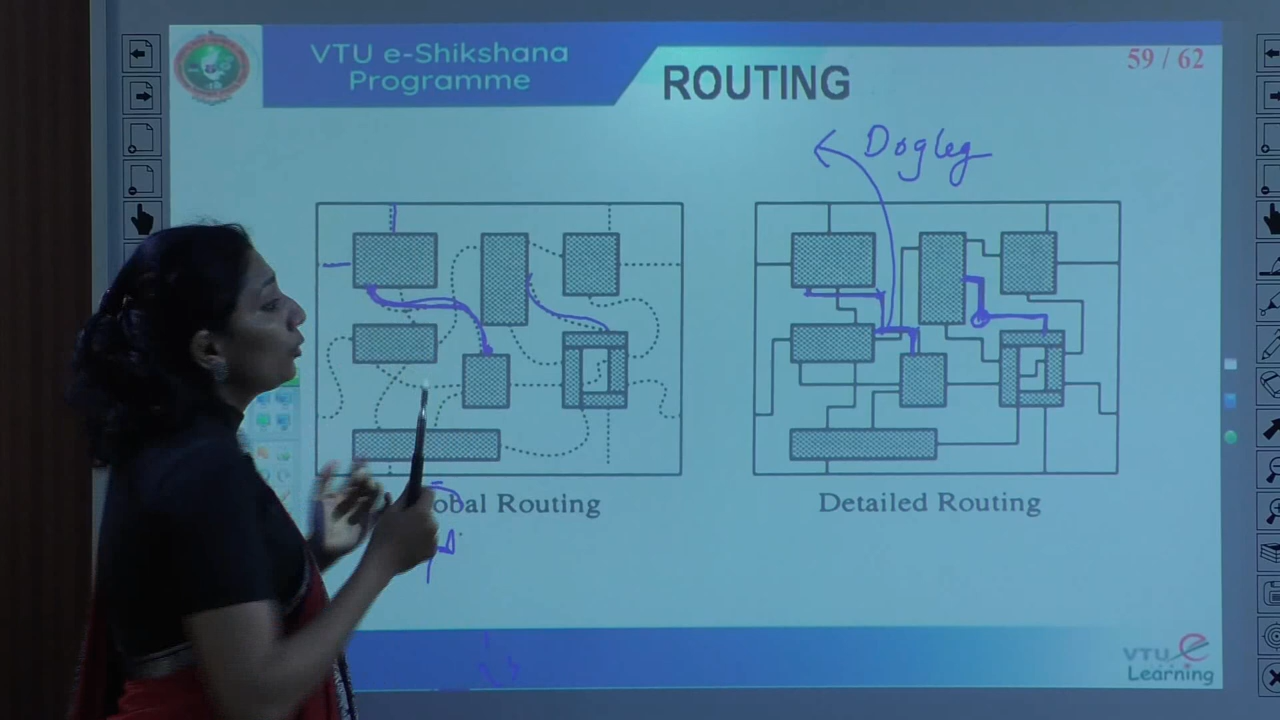 VTU e-Shikshana
Programme
ROUTING
59 / 62
Dogleg
obal Routing
Detailed Routing
VTU e
Learning